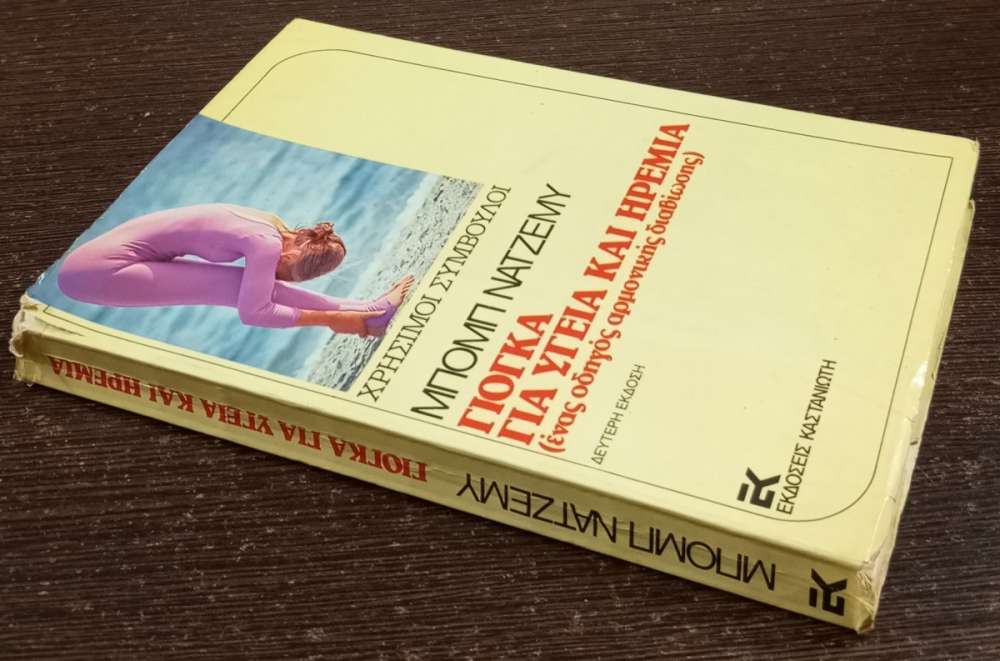 ΧΡΗΣΙΜΟΙ ΣΥΜΒΟΥΛΟΙ
ΜΠΟΜΠ ΝΑΤΖΕΜΥ
ΓΙΟΓΚΑ
ΓΙΑ ΥΓΕΙΑ ΚΑΙ ΗΡΕΜΙΑ
(ένας οδηγός αρμονικής διαβίωσης)
ΔΕΥΤΕΡΗ ΕΚΔΟΣΗ
ΕΚ
ΕΚΔΟΣΕΙΣ ΚΑΣΤΑΝΙΩΤΗ
ΕΚ ΜΠΟΜΠ ΝΑΤΖΕΜΥ ΓΙΟΓΚΑ ΓΙΑ ΥΓΕΙΑ ΚΑΙ ΗΡΕΜΙΑ